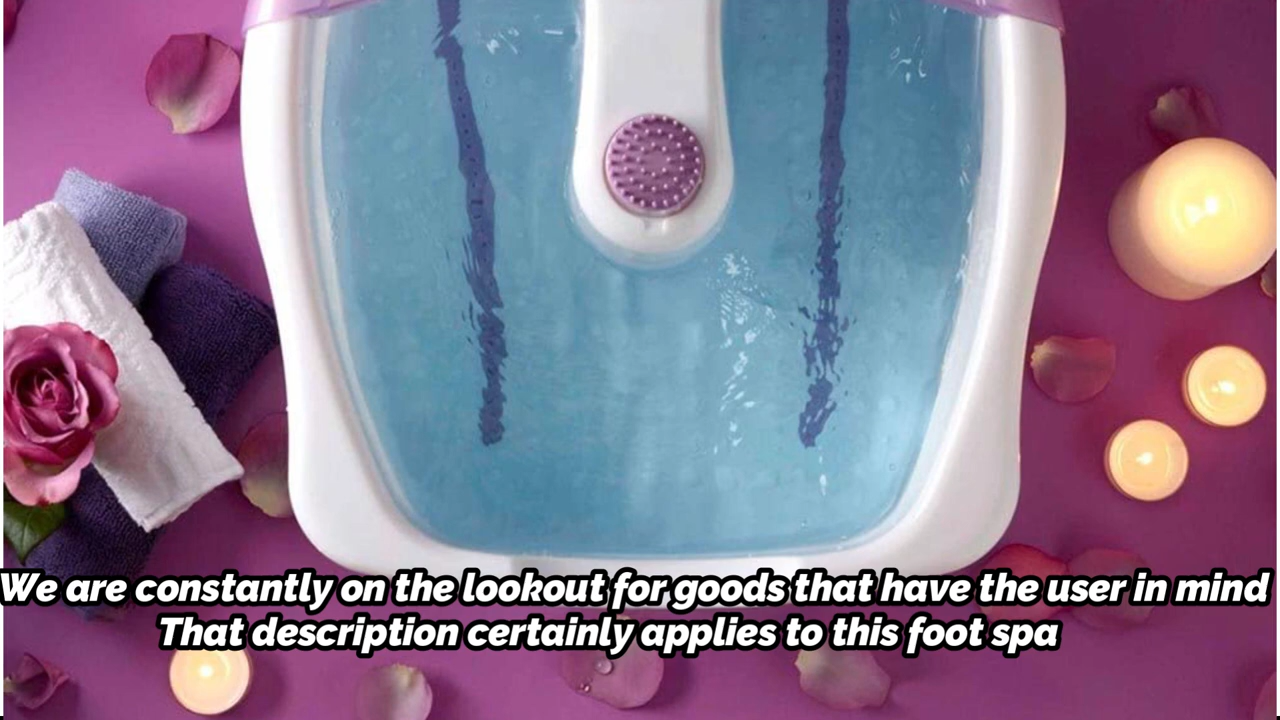 We are constantly on the lookout for goods that have the user in mind
That description certainly applies to this foot spa